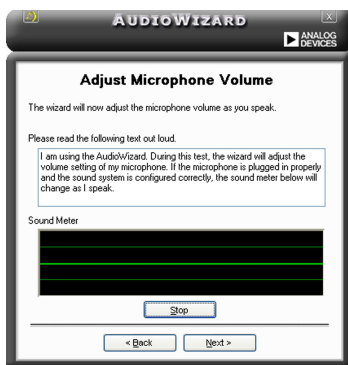 AUDIOWIZARD
ANALOG
DEVICES
Adjust Microphone Volume
The wizard will now adjust the microphone volume as you speak.
Please read the following text out loud.
I am using the AudioWizard. During this test, the wizard will adjust the
volume setting of my microphone. If the microphone is plugged in properly
and the sound system is configured correctly, the sound meter below will
change as I speak.
Sound Meter
Stop
< Back Next >